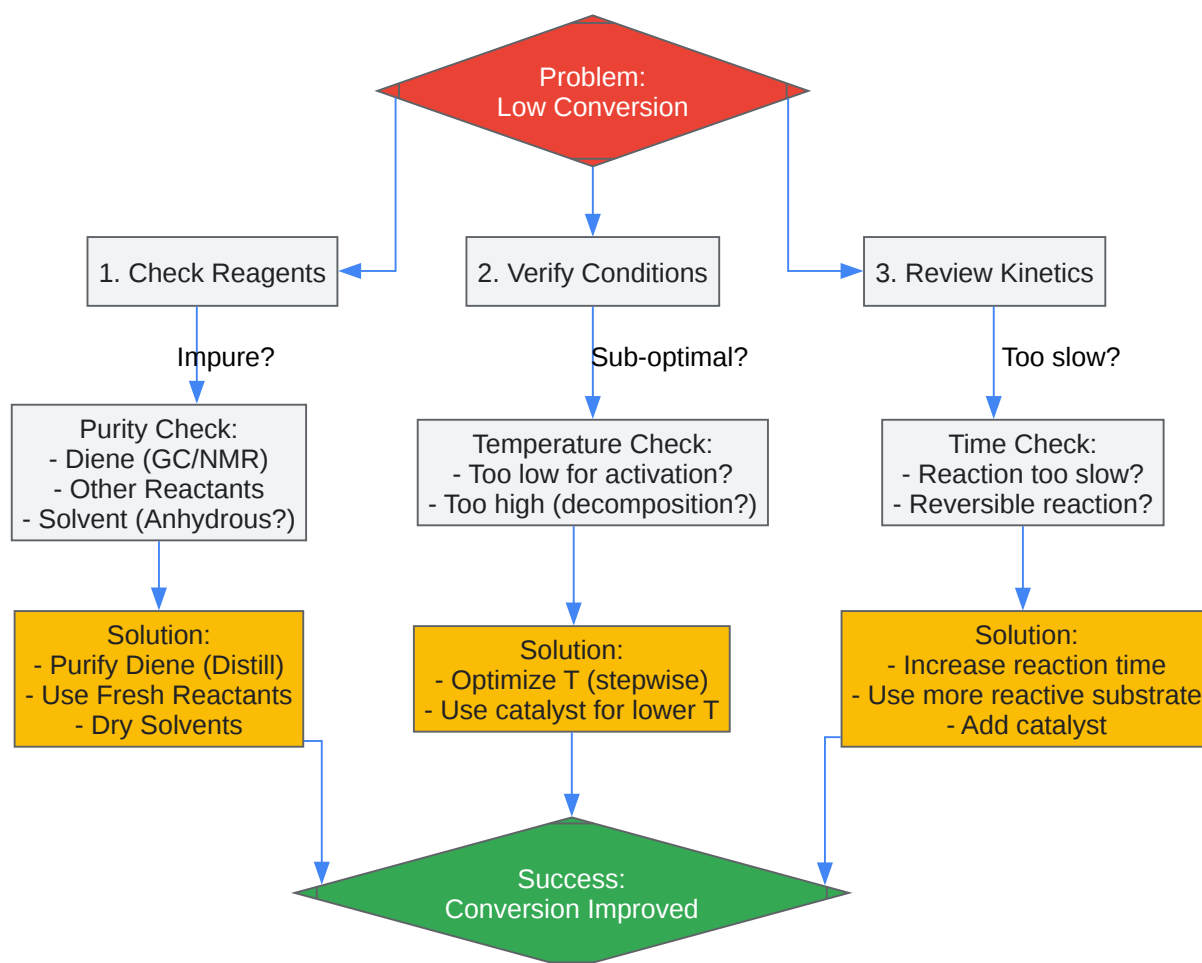 Problem:
Low Conversion
1. Check Reagents
2. Verify Conditions
3. Review Kinetics
Impure?
Sub-optimal?
Too slow?
Purity Check:
- Diene (GC/NMR)
- Other Reactants
- Solvent (Anhydrous?)
Temperature Check:
- Too low for activation?
- Too high (decomposition?)
Time Check:
- Reaction too slow?
- Reversible reaction?
Solution:
- Purify Diene (Distill)
- Use Fresh Reactants
- Dry Solvents
Solution:
- Optimize T (stepwise)
- Use catalyst for lower T
Solution:
- Increase reaction time
- Use more reactive substrate
- Add catalyst
Success:
Conversion Improved